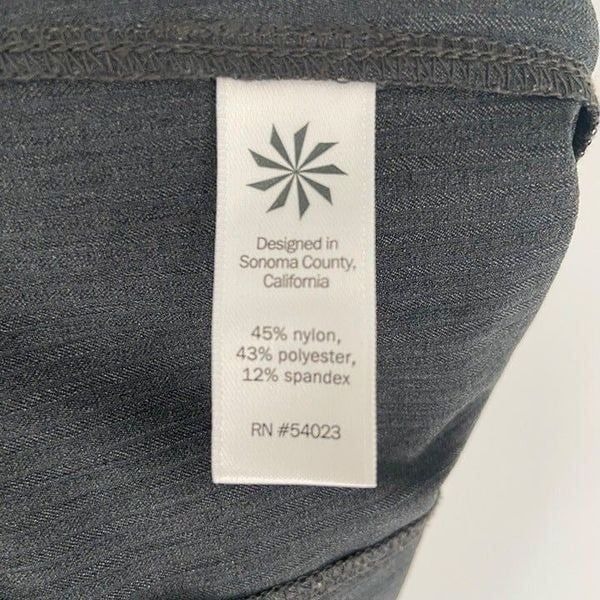 Designed in
Sonoma County,
California
45% nylon,
43% polyester,
12% spandex
RN #54023